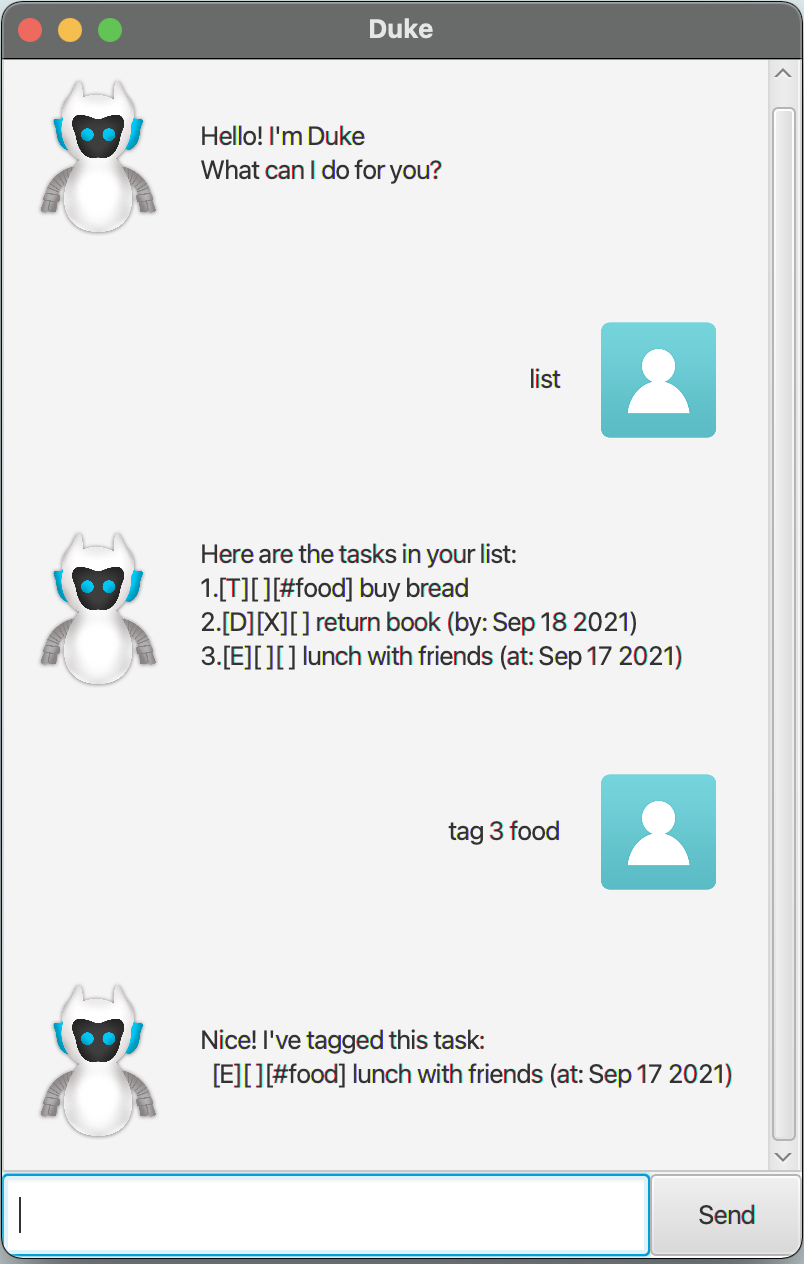 Duke
Hello! I'm Duke
What can I do for you?
list
Here are the tasks in your list:
1.[T][ ][#food] buy bread
2.[D][X][ ] return book (by: Sep 18 2021)
3.[E][ ][ ] lunch with friends (at: Sep 17 2021)
tag 3 food
Nice! I've tagged this task:
[E][ ][#food] lunch with friends (at: Sep 17 2021)
Send